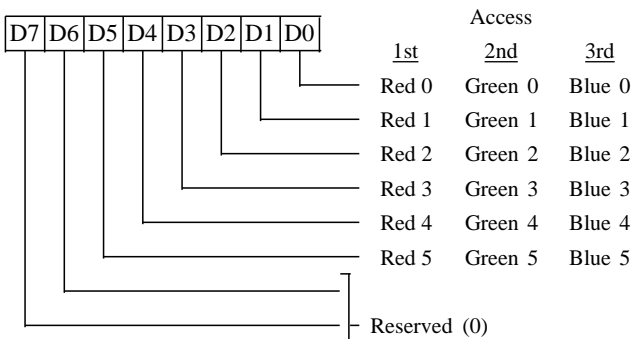 Access
D7 D6 D5 D4 D3 D2 D1 D0
1st 2nd 3rd
Red 0 Green 0 Blue 0
Red 1 Green 1 Blue 1
Red 2 Green 2 Blue 2
Red 3 Green 3 Blue 3
Red 4 Green 4 Blue 4
Red 5 Green 5 Blue 5
Reserved (0)